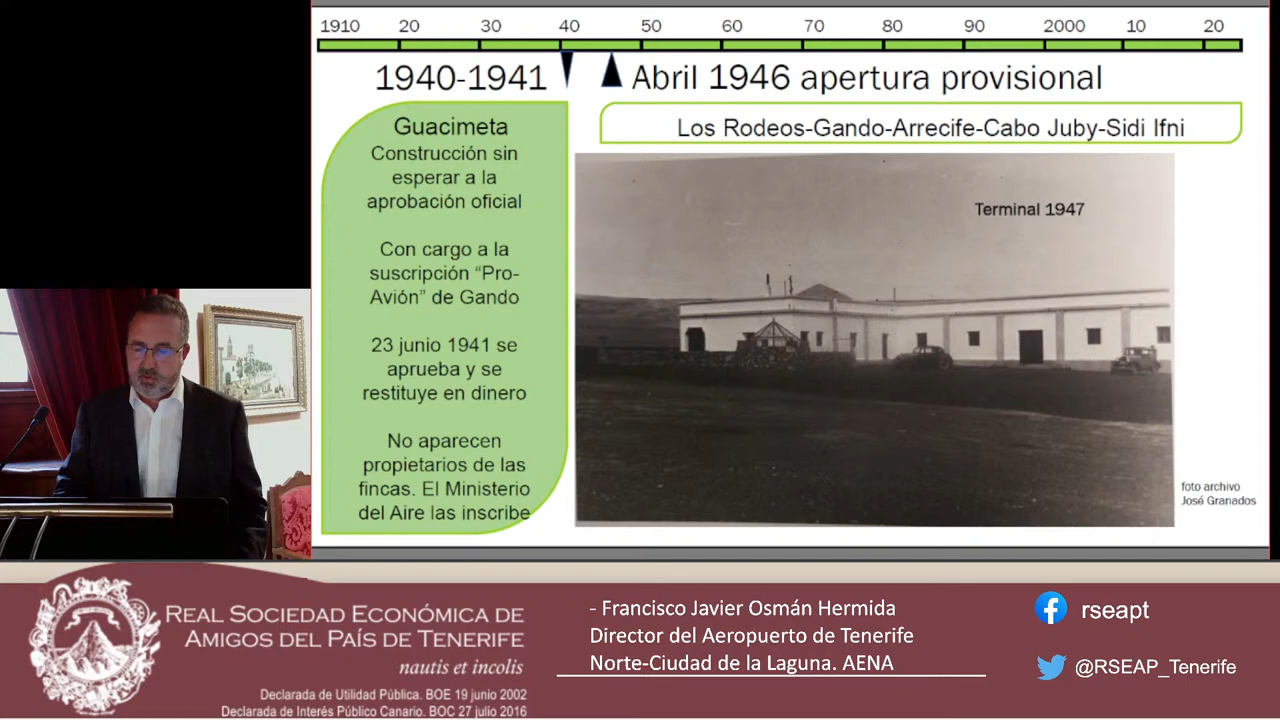 1910 20 30 40 50 60 70 80 90 2000 10 20
1940-1941
Abril 1946 apertura provisional
Guacimeta
Construcción sin
esperar a la
aprobación oficial
Con cargo a la
suscripción “Pro-
Avión” de Gando
23 junio 1941 se
aprueba y se
restituye en dinero
No aparecen
propietarios de las
fincas. El Ministerio
del Aire las inscribe
Los Rodeos-Gando-Arrecife-Cabo Juby-Sidi Ifni
Terminal 1947
foto archivo
José Granados
REAL SOCIEDAD ECONÓMICA DE
AMIGOS DEL PAÍS DE TENERIFE
nautis et incolis
Declarada de Utilidad Pública. BOE 19 junio 2002
Declarada de Interés Público Canario. BOC 27 julio 2016
- Francisco Javier Osmán Hermida
Director del Aeropuerto de Tenerife
Norte-Ciudad de la Laguna. AENA
rseapt
@RSEAP_Tenerife